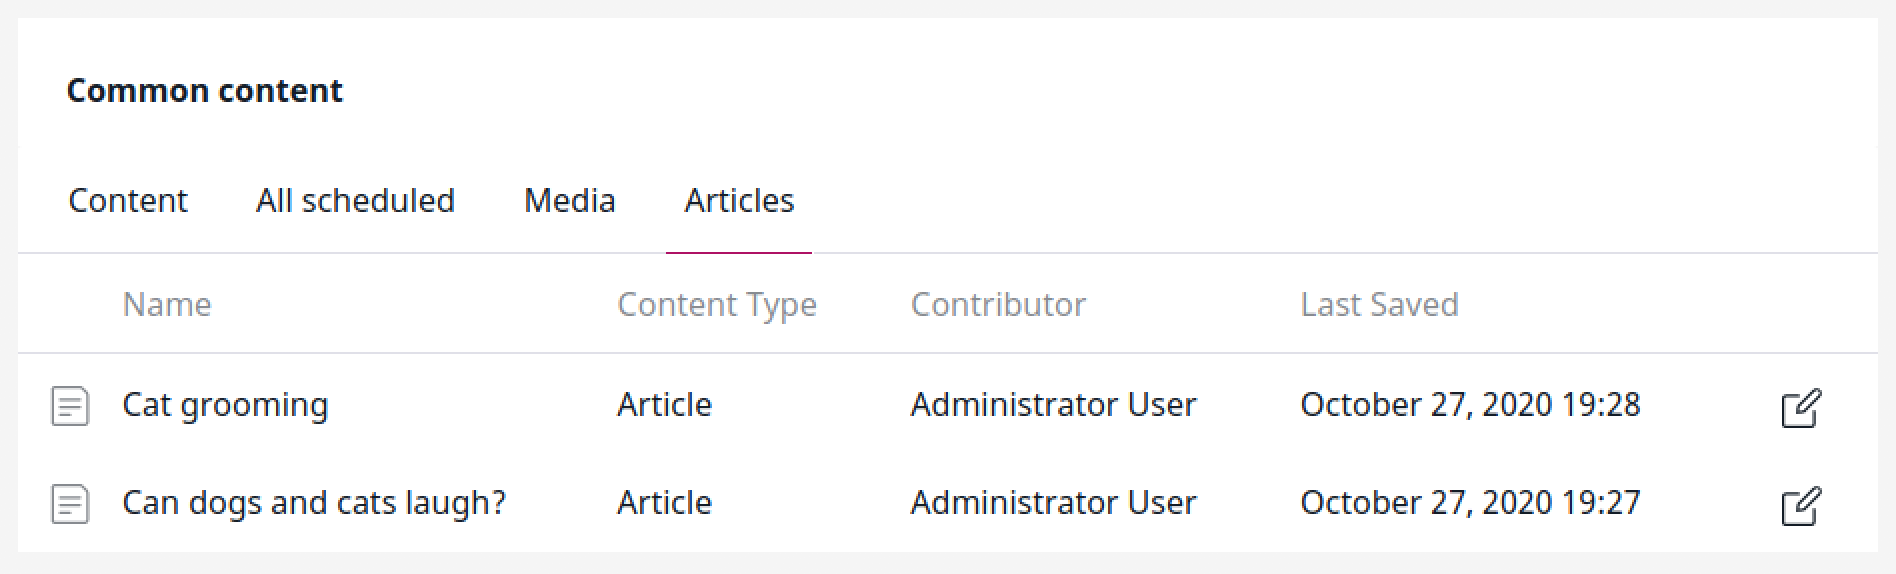 Common content
Content All scheduled Media Articles
Name Content Type Contributor Last Saved
Cat grooming Article Administrator User October 27, 2020 19:28
Can dogs and cats laugh? Article Administrator User October 27, 2020 19:27